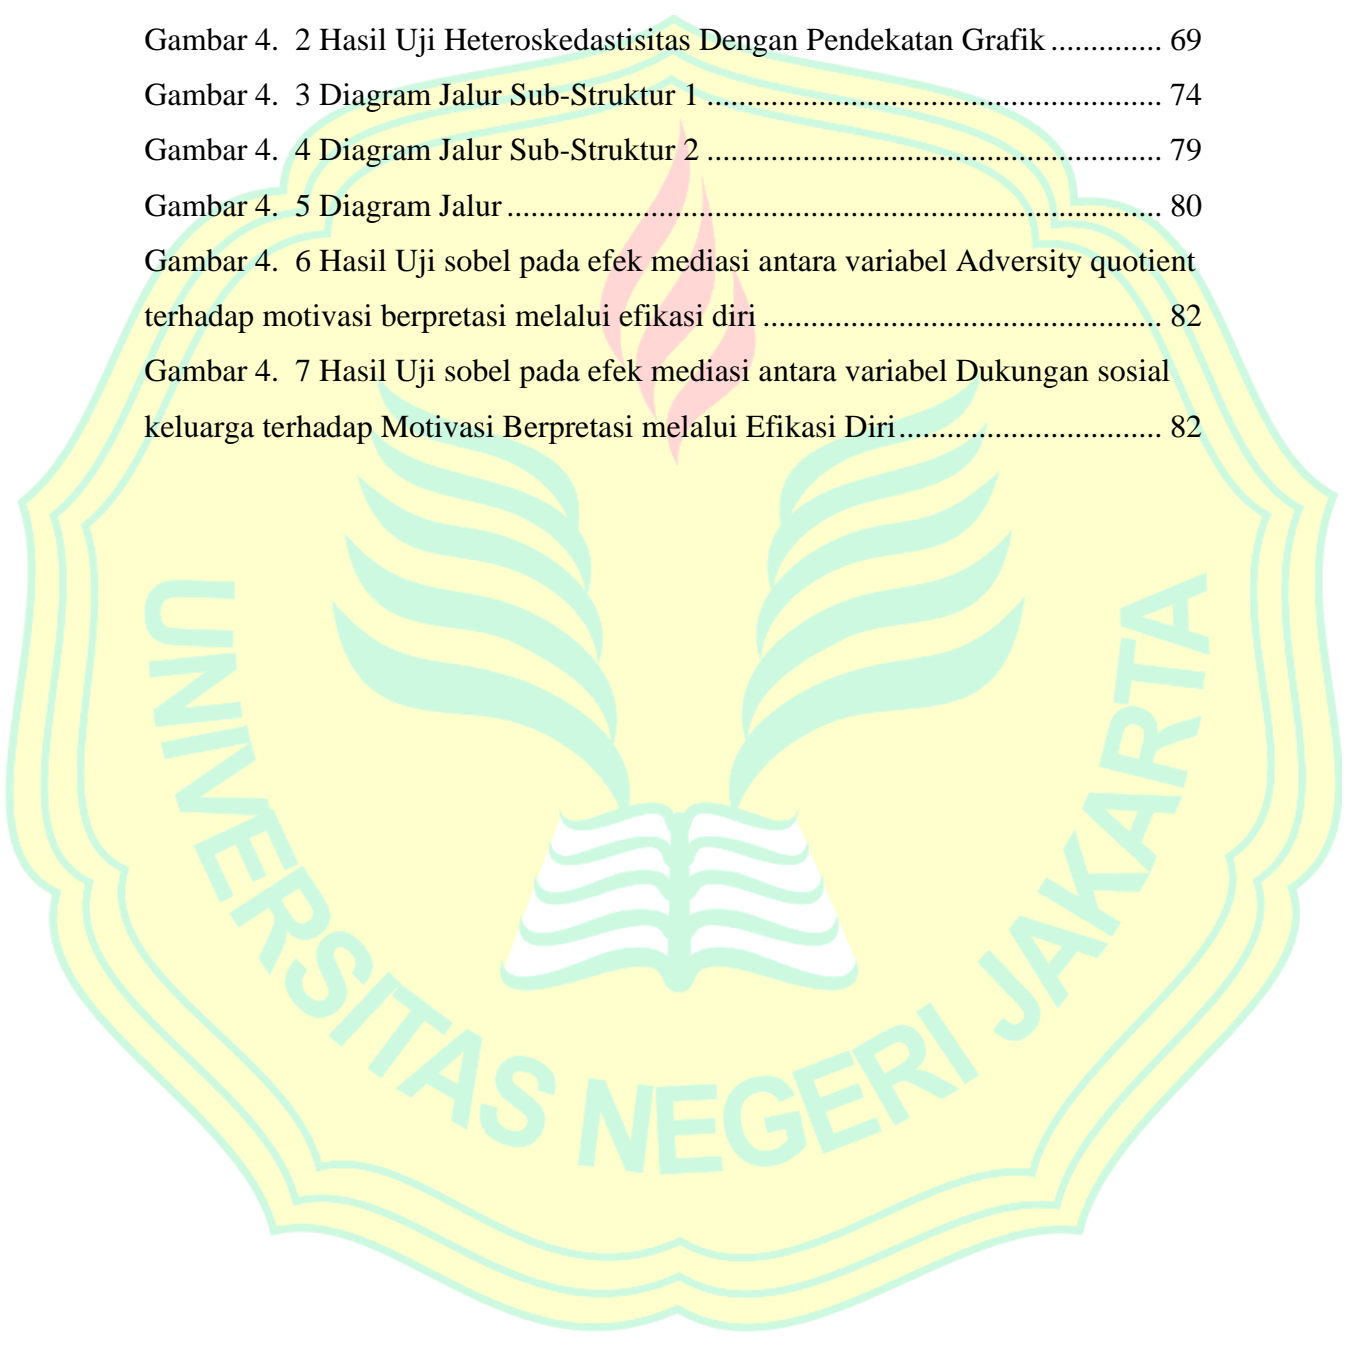 Gambar 4.  2 Hasil Uji Heteroskedastisitas Dengan Pendekatan Grafik .............. 69
Gambar 4.  3 Diagram Jalur Sub-Struktur 1 ......................................................... 74
Gambar 4.  4 Diagram Jalur Sub-Struktur 2 ......................................................... 79
Gambar 4.  5 Diagram Jalur .................................................................................. 80
Gambar 4.  6 Hasil Uji sobel pada efek mediasi antara variabel Adversity quotient
terhadap motivasi berpretasi melalui efikasi diri .................................................. 82
Gambar 4.  7 Hasil Uji sobel pada efek mediasi antara variabel Dukungan sosial
keluarga terhadap Motivasi Berpretasi melalui Efikasi Diri ................................. 82
UNIVERSITAS NEGERI JAKARTA